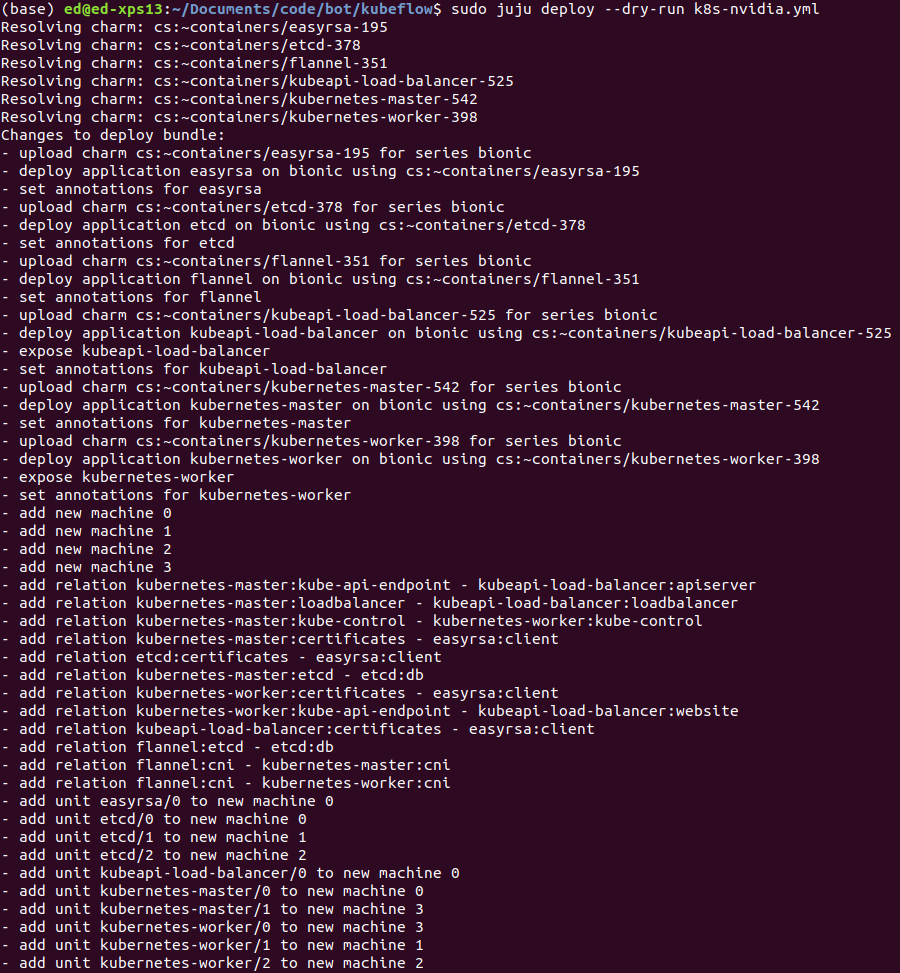 (base) ed@ed-xps13:~/Documents/code/bot/kubeflow$ sudo juju deploy --dry-run k8s-nvidia.yml
Resolving charm: cs:~containers/easyrsa-195
Resolving charm: cs:~containers/etcd-378
Resolving charm: cs:~containers/flannel-351
Resolving charm: cs:~containers/kubeapi-load-balancer-525
Resolving charm: cs:~containers/kubernetes-master-542
Resolving charm: cs:~containers/kubernetes-worker-398
Changes to deploy bundle:
- upload charm cs:~containers/easyrsa-195 for series bionic
- deploy application easyrsa on bionic using cs:~containers/easyrsa-195
- set annotations for easyrsa
- upload charm cs:~containers/etcd-378 for series bionic
- deploy application etcd on bionic using cs:~containers/etcd-378
- set annotations for etcd
- upload charm cs:~containers/flannel-351 for series bionic
- deploy application flannel on bionic using cs:~containers/flannel-351
- set annotations for flannel
- upload charm cs:~containers/kubeapi-load-balancer-525 for series bionic
- deploy application kubeapi-load-balancer on bionic using cs:~containers/kubeapi-load-balancer-525
- expose kubeapi-load-balancer
- set annotations for kubeapi-load-balancer
- upload charm cs:~containers/kubernetes-master-542 for series bionic
- deploy application kubernetes-master on bionic using cs:~containers/kubernetes-master-542
- set annotations for kubernetes-master
- upload charm cs:~containers/kubernetes-worker-398 for series bionic
- deploy application kubernetes-worker on bionic using cs:~containers/kubernetes-worker-398
- expose kubernetes-worker
- set annotations for kubernetes-worker
- add new machine 0
- add new machine 1
- add new machine 2
- add new machine 3
- add relation kubernetes-master:kube-api-endpoint - kubeapi-load-balancer:apiserver
- add relation kubernetes-master:loadbalancer - kubeapi-load-balancer:loadbalancer
- add relation kubernetes-master:kube-control - kubernetes-worker:kube-control
- add relation kubernetes-master:certificates - easyrsa:client
- add relation etcd:certificates - easyrsa:client
- add relation kubernetes-master:etcd - etcd:db
- add relation kubernetes-worker:certificates - easyrsa:client
- add relation kubernetes-worker:kube-api-endpoint - kubeapi-load-balancer:website
- add relation kubeapi-load-balancer:certificates - easyrsa:client
- add relation flannel:etcd - etcd:db
- add relation flannel:cni - kubernetes-master:cni
- add relation flannel:cni - kubernetes-worker:cni
- add unit easyrsa/0 to new machine 0
- add unit etcd/0 to new machine 0
- add unit etcd/1 to new machine 1
- add unit etcd/2 to new machine 2
- add unit kubeapi-load-balancer/0 to new machine 0
- add unit kubernetes-master/0 to new machine 0
- add unit kubernetes-master/1 to new machine 3
- add unit kubernetes-worker/0 to new machine 3
- add unit kubernetes-worker/1 to new machine 1
- add unit kubernetes-worker/2 to new machine 2